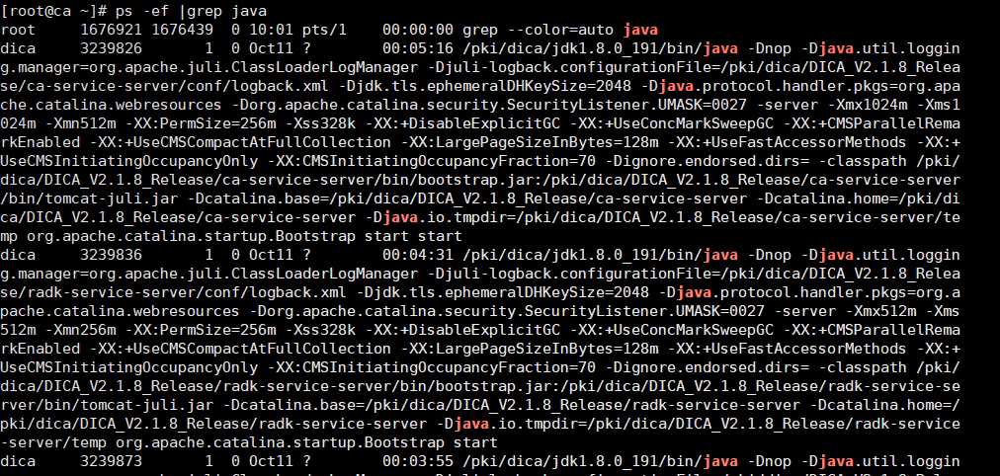 [root@ca ~]# ps -ef |grep java
root     1676921 1676439  0 10:01 pts/1    00:00:00 grep --color=auto java
dica     3239826       1  0 Oct11 ?        00:05:16 /pki/dica/jdk1.8.0_191/bin/java -Dnop -Djava.util.loggin
g.manager=org.apache.juli.ClassLoaderLogManager -Djuli-logback.configurationFile=/pki/dica/DICA_V2.1.8_Relea
se/ca-service-server/conf/logback.xml -Djdk.tls.ephemeralDHKeySize=2048 -Djava.protocol.handler.pkgs=org.apa
che.catalina.webresources -Dorg.apache.catalina.security.SecurityListener.UMASK=0027 -server -Xmx1024m -Xms1
024m -Xmn512m -XX:PermSize=256m -Xss328k -XX:+DisableExplicitGC -XX:+UseConcMarkSweepGC -XX:+CMSParallelRema
rkEnabled -XX:+UseCMSCompactAtFullCollection -XX:LargePageSizeInBytes=128m -XX:+UseFastAccessorMethods -XX:+
UseCMSInitiatingOccupancyOnly -XX:CMSInitiatingOccupancyFraction=70 -Dignore.endorsed.dirs= -classpath /pki/
dica/DICA_V2.1.8_Release/ca-service-server/bin/bootstrap.jar:/pki/dica/DICA_V2.1.8_Release/ca-service-server
/bin/tomcat-juli.jar -Dcatalina.base=/pki/dica/DICA_V2.1.8_Release/ca-service-server -Dcatalina.home=/pki/di
ca/DICA_V2.1.8_Release/ca-service-server -Djava.io.tmpdir=/pki/dica/DICA_V2.1.8_Release/ca-service-server/te
mp org.apache.catalina.startup.Bootstrap start start
dica     3239836       1  0 Oct11 ?        00:04:31 /pki/dica/jdk1.8.0_191/bin/java -Dnop -Djava.util.loggin
g.manager=org.apache.juli.ClassLoaderLogManager -Djuli-logback.configurationFile=/pki/dica/DICA_V2.1.8_Relea
se/radk-service-server/conf/logback.xml -Djdk.tls.ephemeralDHKeySize=2048 -Djava.protocol.handler.pkgs=org.a
pache.catalina.webresources -Dorg.apache.catalina.security.SecurityListener.UMASK=0027 -server -Xmx512m -Xms
512m -Xmn256m -XX:PermSize=256m -Xss328k -XX:+DisableExplicitGC -XX:+UseConcMarkSweepGC -XX:+CMSParallelRema
rkEnabled -XX:+UseCMSCompactAtFullCollection -XX:LargePageSizeInBytes=128m -XX:+UseFastAccessorMethods -XX:+
UseCMSInitiatingOccupancyOnly -XX:CMSInitiatingOccupancyFraction=70 -Dignore.endorsed.dirs= -classpath /pki/
dica/DICA_V2.1.8_Release/radk-service-server/bin/bootstrap.jar:/pki/dica/DICA_V2.1.8_Release/radk-service-se
rver/bin/tomcat-juli.jar -Dcatalina.base=/pki/dica/DICA_V2.1.8_Release/radk-service-server -Dcatalina.home=/
pki/dica/DICA_V2.1.8_Release/radk-service-server -Djava.io.tmpdir=/pki/dica/DICA_V2.1.8_Release/radk-service
-server/temp org.apache.catalina.startup.Bootstrap start
dica     3239873       1  0 Oct11 ?        00:03:55 /pki/dica/jdk1.8.0_191/bin/java -Dnop -Djava.util.loggin